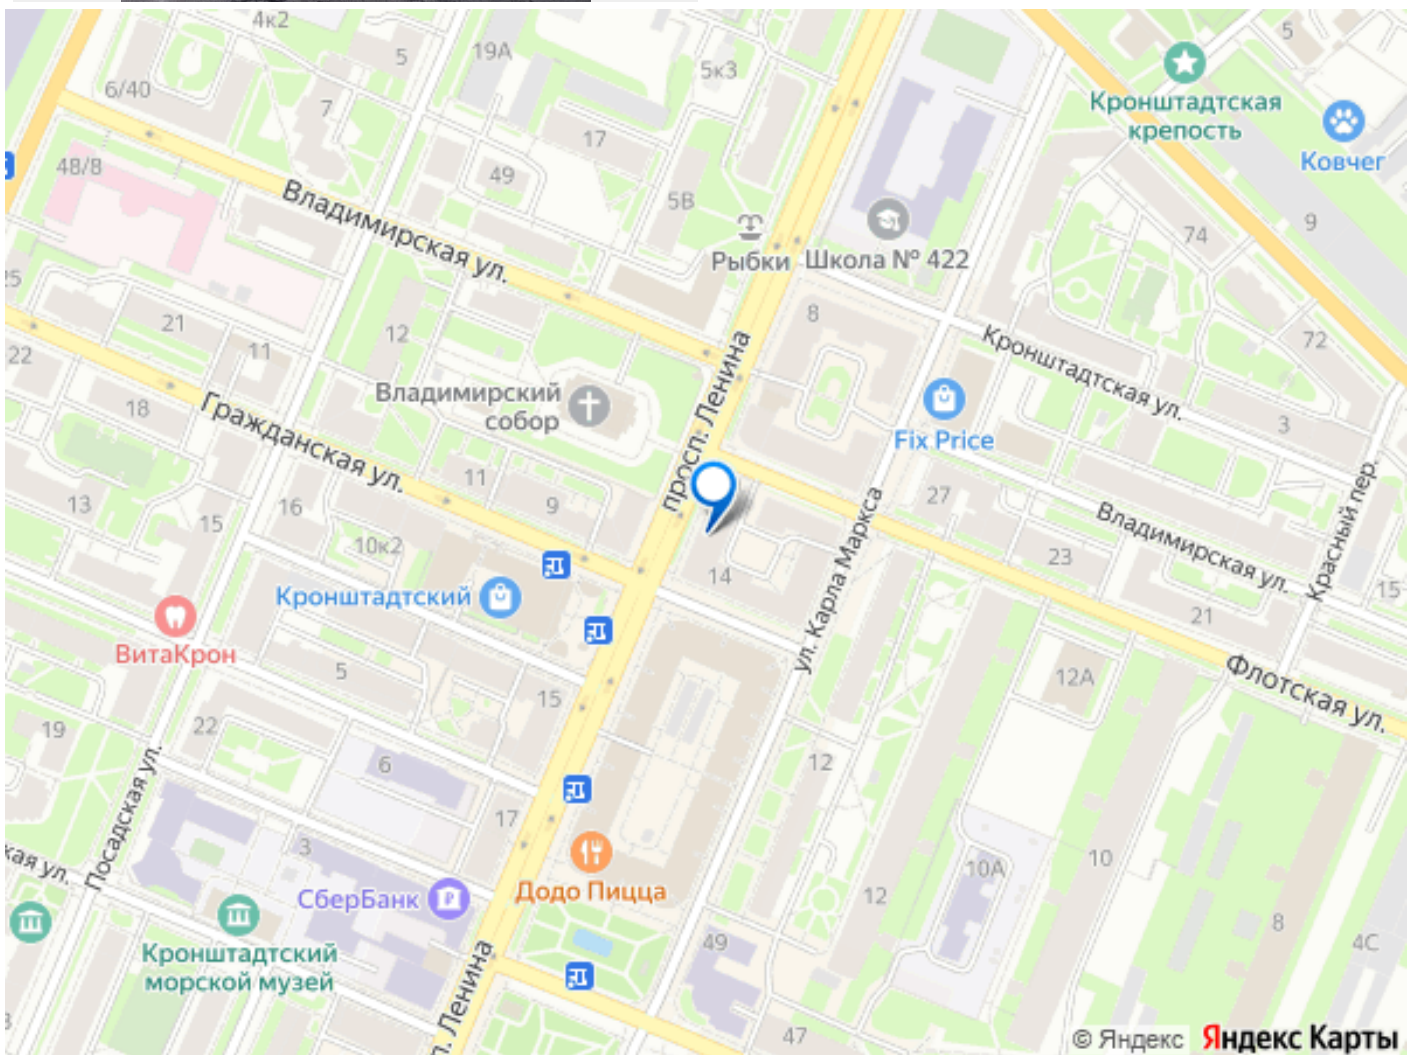 4к2
5
19А
5к3
5
6/40
7
17
Кронштадтская
крепость
Ковчег
48/8
49
5В
9
74
Владимирская ул.
Рыбки
Школа № 422
25
21
12
11
8
72
22
просп. Ленина
Кронштадтская ул.
Владимирский
собор
18
Гражданская ул.
Fix Price
3
11
9
13
15
16
10к2
27
Владимирская ул.
Красный пер.
23
14
15
Кронштадтский
ул. Карла Маркса
21
ВитаКрон
5
15
12А
Флотская ул.
19
22
6
12
Посадская ул.
17
3
10
10А
Додо Пицца
СберБанк
12
кая ул.
8
4С
49
Кронштадтский
морской музей
п. Ленина
47
© Яндекс
Яндекс Карты